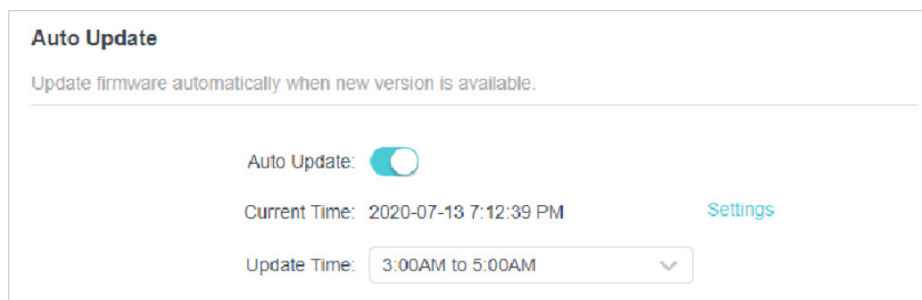 Auto Update
Update firmware automatically when new version is available.
Auto Update:
Current Time: 2020-07-13 7:12:39 PM Settings
Update Time: 3:00AM to 5:00AM